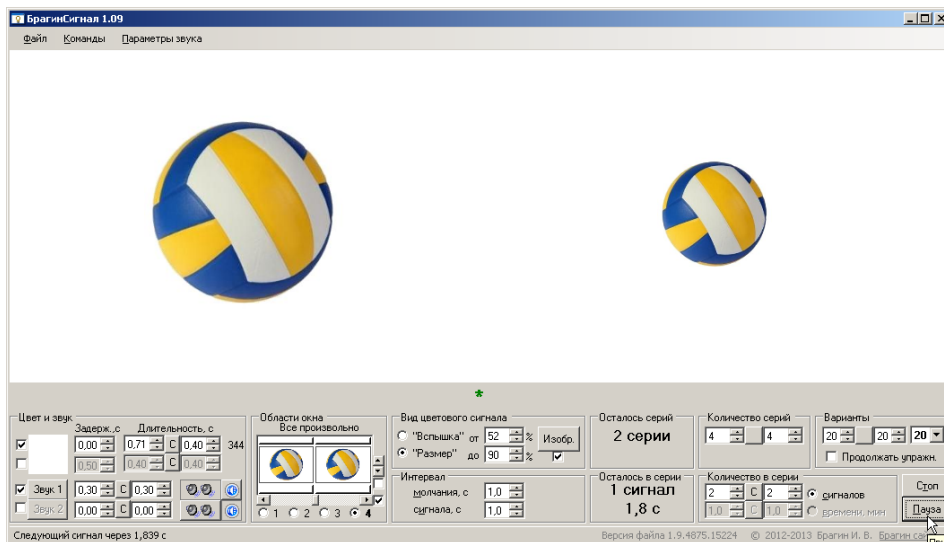 БрагинСигнал 1.09
Файл Команды Параметры звука
*
Цвет и звук
Задерж.,с Длительность, с
0,00 0,71 С 0,40 344
0,50 0,40 С 0,40
Звук 1 0,30 С 0,30
Звук 2 0,00 С 0,00
Области окна
Все произвольно
1 2 3 4
Вид цветового сигнала
"Вспышка" от 52 % Изобр.
"Размер" до 90 %
Интервал
молчания, с 1,0
сигнала, с 1,0
Осталось серий
2 серии
Осталось в серии
1 сигнал
1,8 с
Количество серий
4 4
Количество в серии
2 С 2 сигналов
1,0 С 1,0 времени, мин
Варианты
20 20 20
Продолжать упражн.
Стоп
Пауза
Следующий сигнал через 1,839 с
Версия файла 1.9.4875.15224 © 2012-2013 Брагин И. В. Брагин